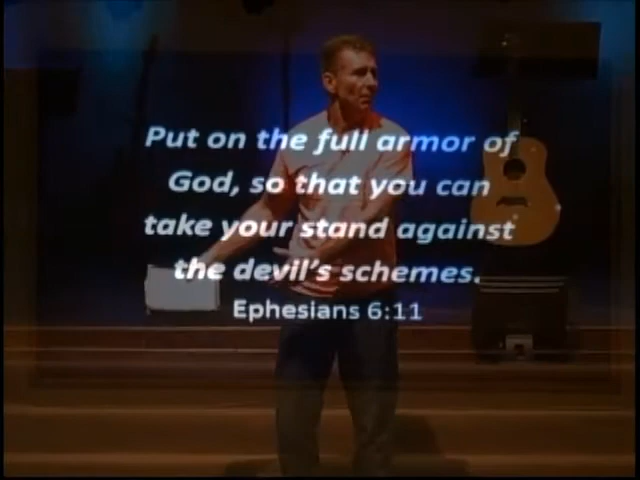 Put on the full armor of
God, so that you can
take your stand against
the devil's schemes.
Ephesians 6:11